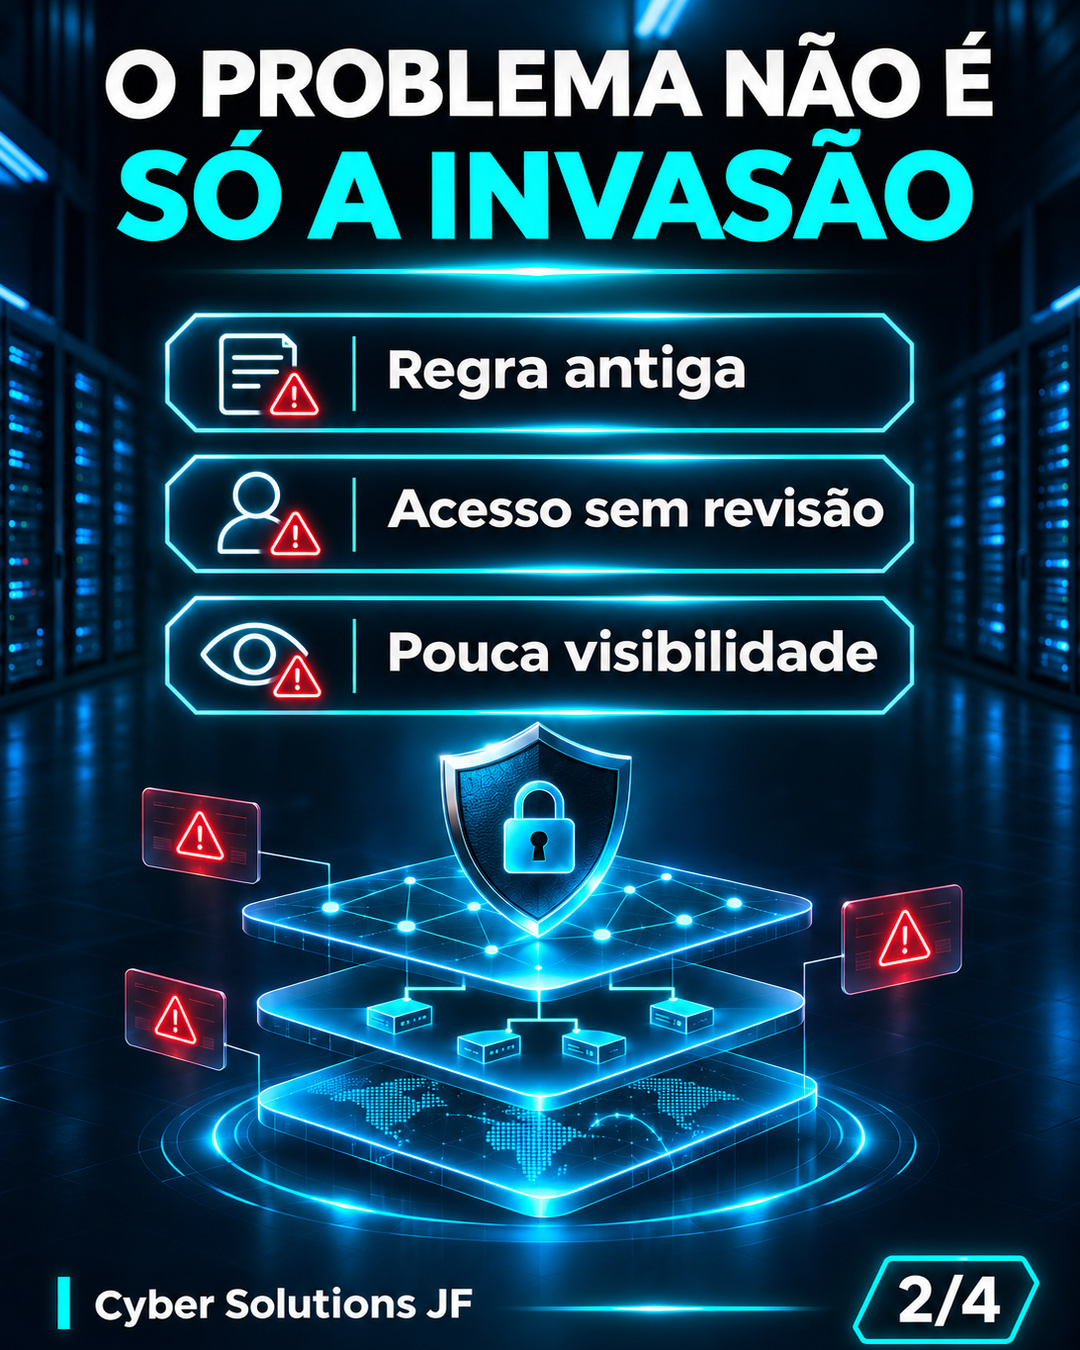 O PROBLEMA NÃO É
SÓ A INVASÃO
Regra antiga
Acesso sem revisão
Pouca visibilidade
Cyber Solutions JF
2/4